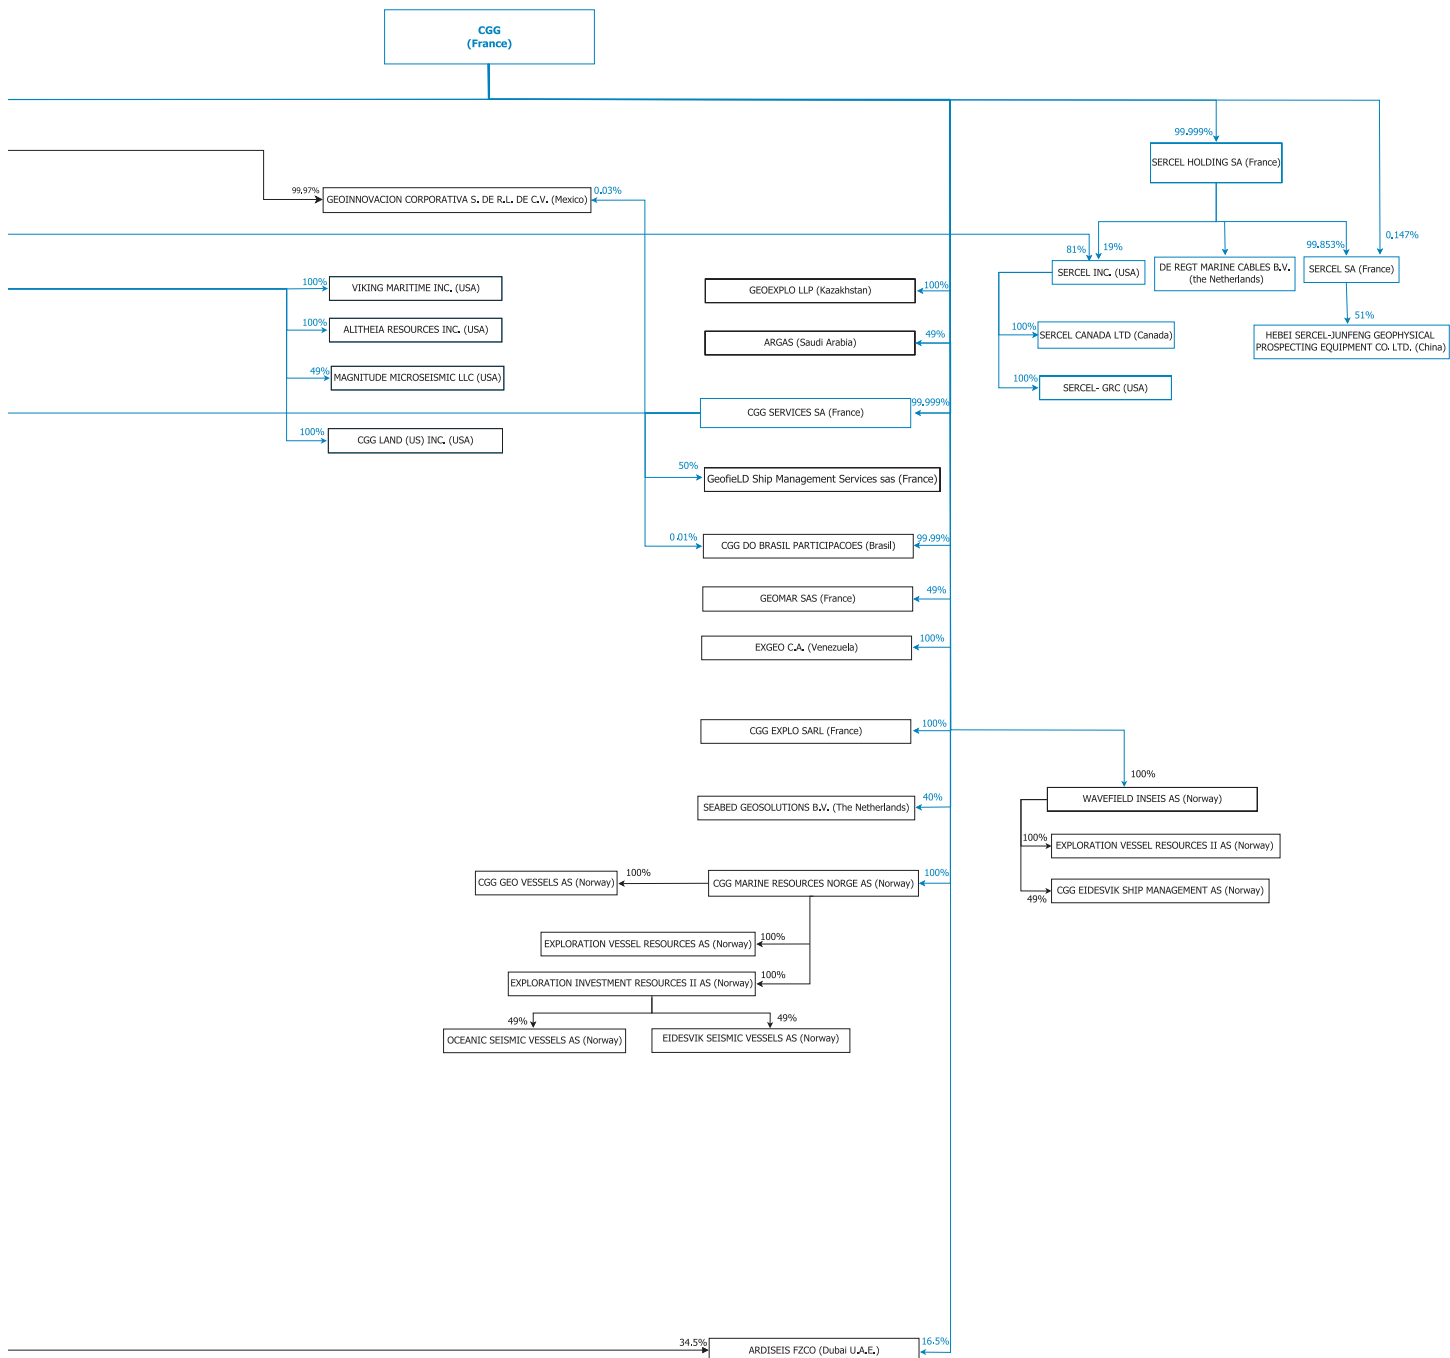 CGG
(France)
99.999%
SERCEL HOLDING SA (France)
99,97%
GEOINNOVACION CORPORATIVA S. DE R.L. DE C.V. (Mexico)
0.03%
81%
19%
99.853%
0.147%
SERCEL INC. (USA)
DE REGT MARINE CABLES B.V.
(the Netherlands)
SERCEL SA (France)
100%
VIKING MARITIME INC. (USA)
GEOEXPLO LLP (Kazakhstan)
100%
51%
100%
ALITHEIA RESOURCES INC. (USA)
ARGAS (Saudi Arabia)
49%
100%
SERCEL CANADA LTD (Canada)
HEBEI SERCEL-JUNFENG GEOPHYSICAL
PROSPECTING EQUIPMENT CO. LTD. (China)
49%
MAGNITUDE MICROSEISMIC LLC (USA)
100%
SERCEL- GRC (USA)
CGG SERVICES SA (France)
99.999%
100%
CGG LAND (US) INC. (USA)
50%
GeofieLD Ship Management Services sas (France)
0.01%
CGG DO BRASIL PARTICIPACOES (Brasil)
99.99%
GEOMAR SAS (France)
49%
EXGEO C.A. (Venezuela)
100%
CGG EXPLO SARL (France)
100%
100%
WAVEFIELD INSEIS AS (Norway)
SEABED GEOSOLUTIONS B.V. (The Netherlands)
40%
100%
EXPLORATION VESSEL RESOURCES II AS (Norway)
CGG GEO VESSELS AS (Norway)
100%
CGG MARINE RESOURCES NORGE AS (Norway)
100%
49%
CGG EIDESVIK SHIP MANAGEMENT AS (Norway)
EXPLORATION VESSEL RESOURCES AS (Norway)
100%
EXPLORATION INVESTMENT RESOURCES II AS (Norway)
100%
49%
49%
OCEANIC SEISMIC VESSELS AS (Norway)
EIDESVIK SEISMIC VESSELS AS (Norway)
34.5%
ARDISEIS FZCO (Dubai U.A.E.)
16.5%